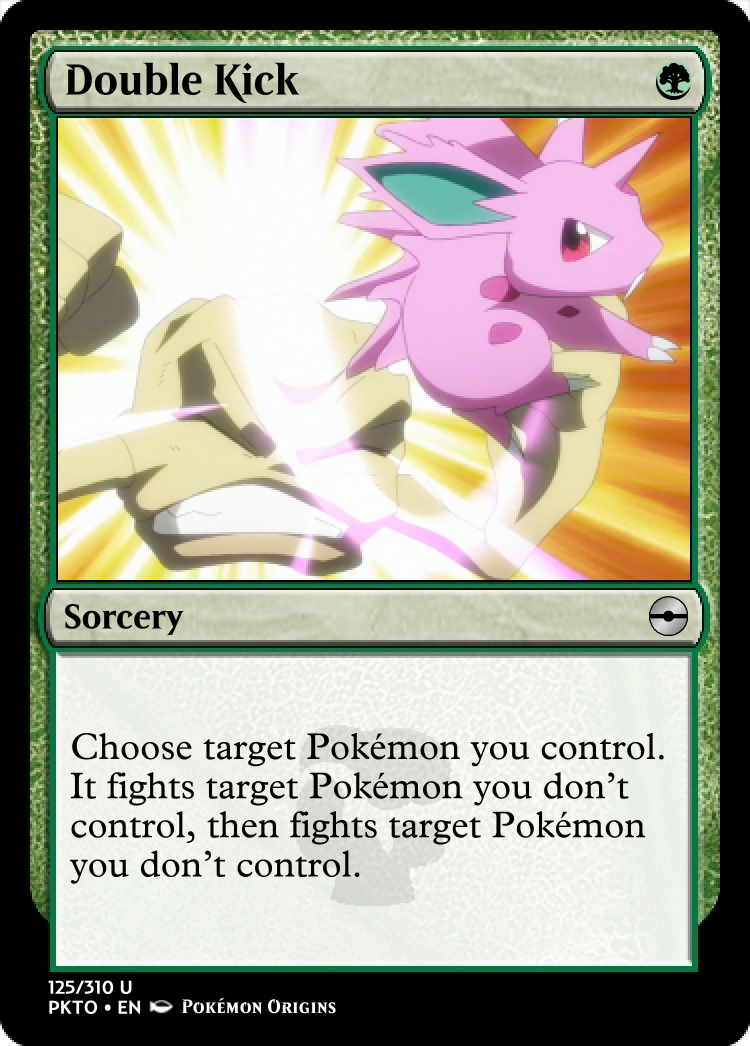 Double Kick
Sorcery
Choose target Pokémon you control.
It fights target Pokémon you don't
control, then fights target Pokémon
you don't control.
125/310 U
PKTO • EN Pokémon Origins